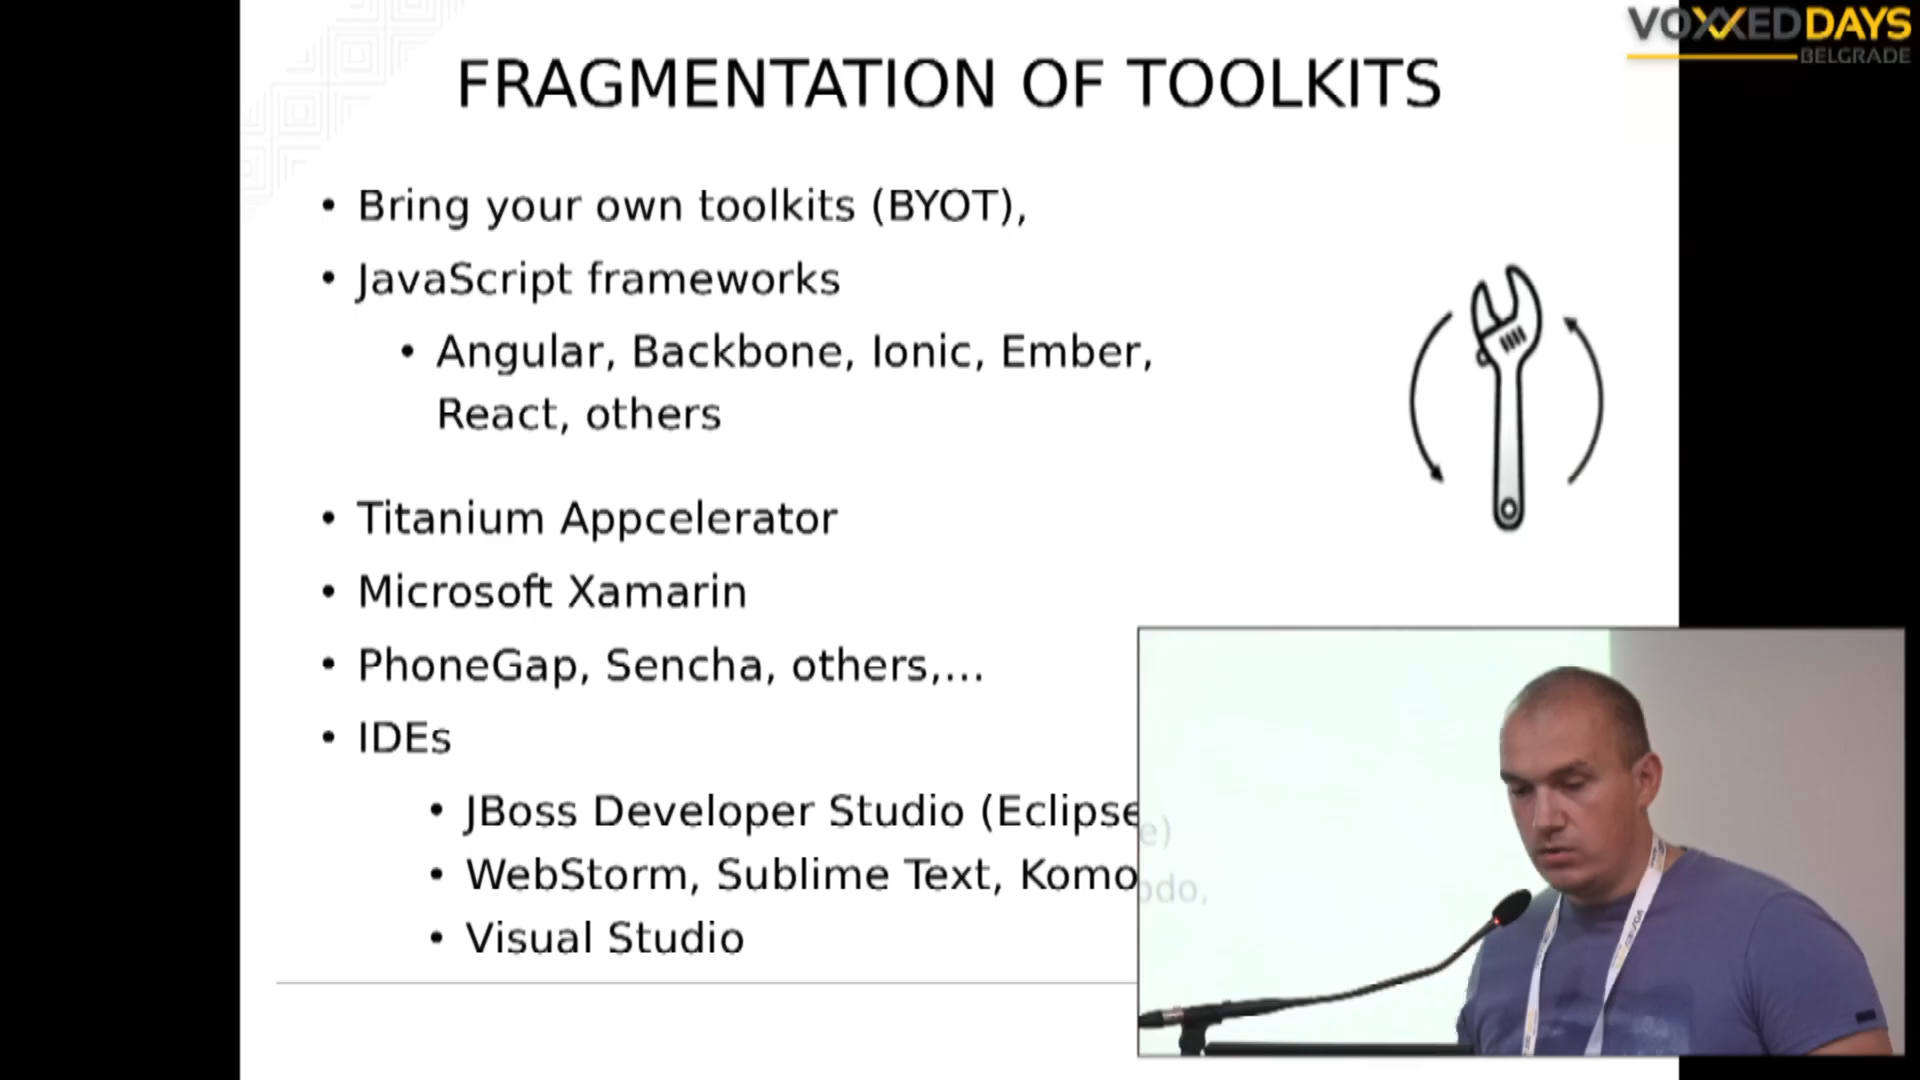 VOXXEDDAYS
BELGRADE
FRAGMENTATION OF TOOLKITS
• Bring your own toolkits (BYOT),
• JavaScript frameworks
• Angular, Backbone, Ionic, Ember,
React, others
• Titanium Appcelerator
• Microsoft Xamarin
• PhoneGap, Sencha, others,...
• IDEs
• JBoss Developer Studio (Eclipse
e)
• WebStorm, Sublime Text, Komo
odo,
• Visual Studio